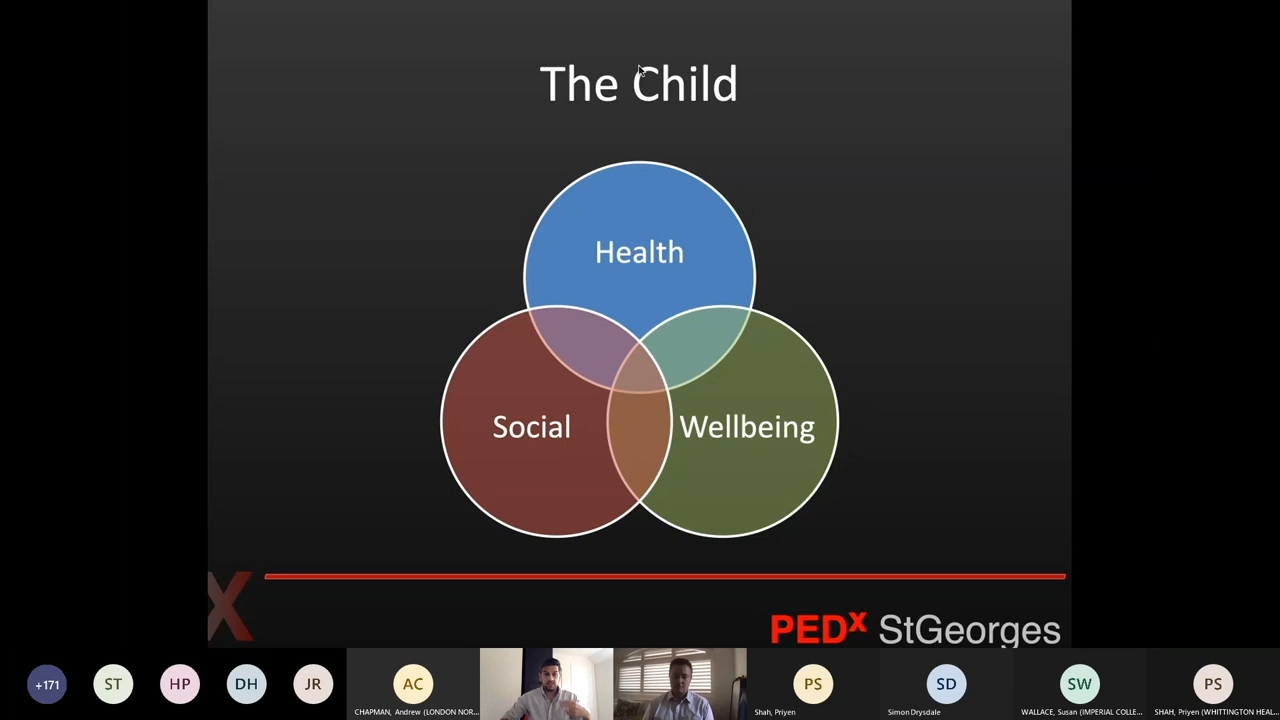 The Child
Health
Social
Wellbeing
X
PEDx StGeorges
+171
ST
HP
DH
JR
AC
PS
SD
SW
PS
CHAPMAN, Andrew (LONDON NOR...
Shah, Priyen
Simon Drysdale
WALLACE, Susan (IMPERIAL COLLE...
SHAH, Priyen (WHITTINGTON HEAL...